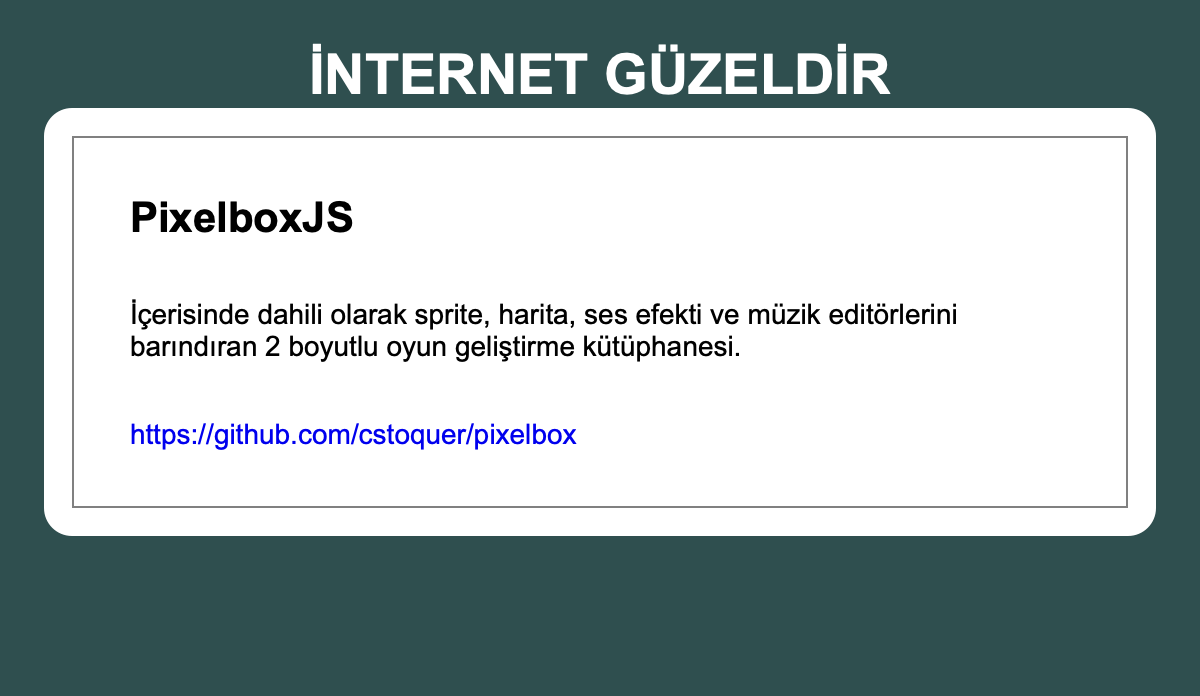 İNTERNET GÜZELDİR
PixelboxJS
İçerisinde dahili olarak sprite, harita, ses efekti ve müzik editörlerini
barındıran 2 boyutlu oyun geliştirme kütüphanesi.
https://github.com/cstoquer/pixelbox